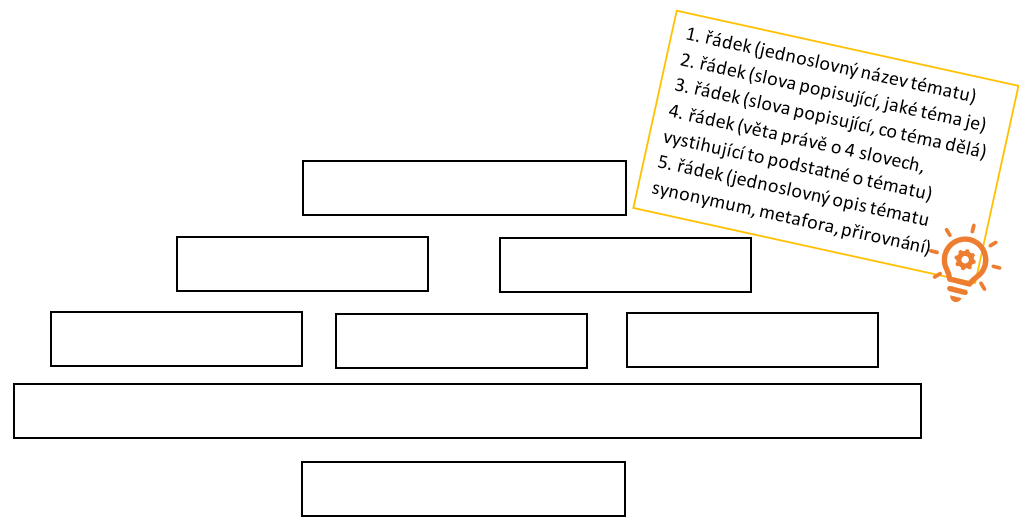 1. řádek (jednoslovný název tématu)
2. řádek (slova popisující, jaké téma je)
3. řádek (slova popisující, co téma dělá)
4. řádek (věta právě o 4 slovech,
vystihující to podstatné o tématu)
5. řádek (jednoslovný opis tématu
synonymum, metafora, přirovnání)